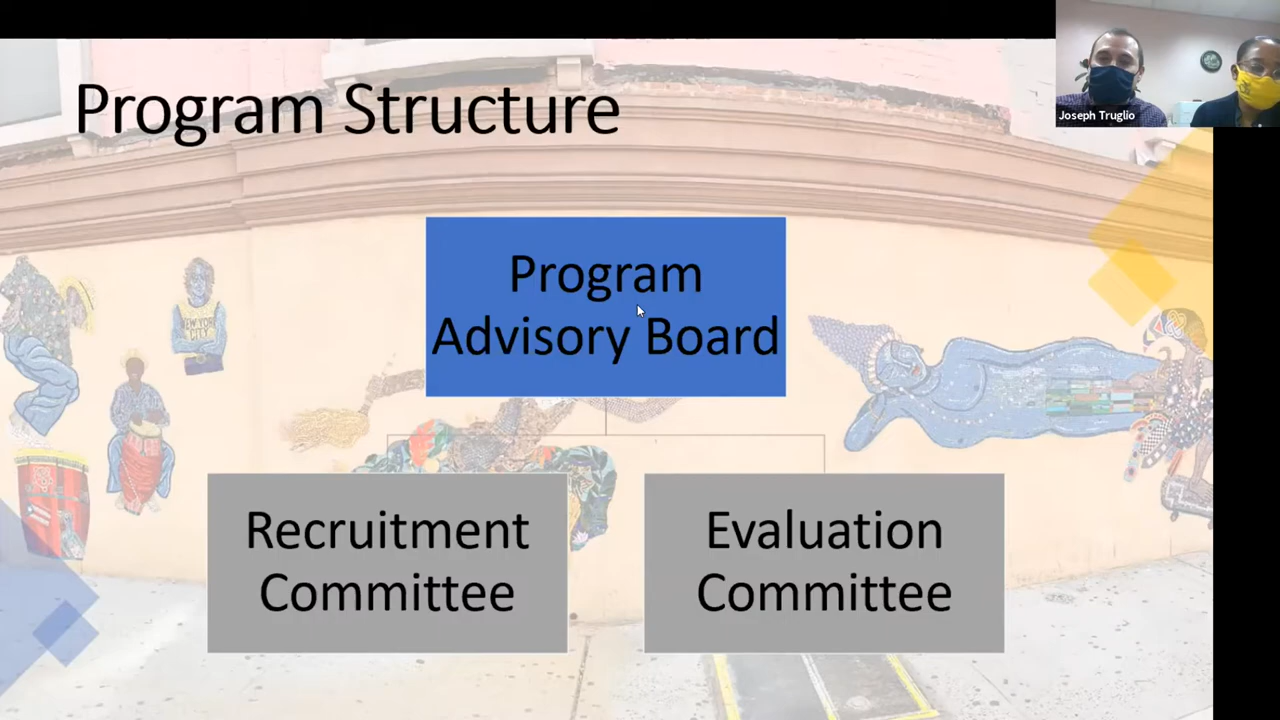 Program Structure
Joseph Truglio
Program
Advisory Board
NEW YORK
CITY
Recruitment
Committee
Evaluation
Committee